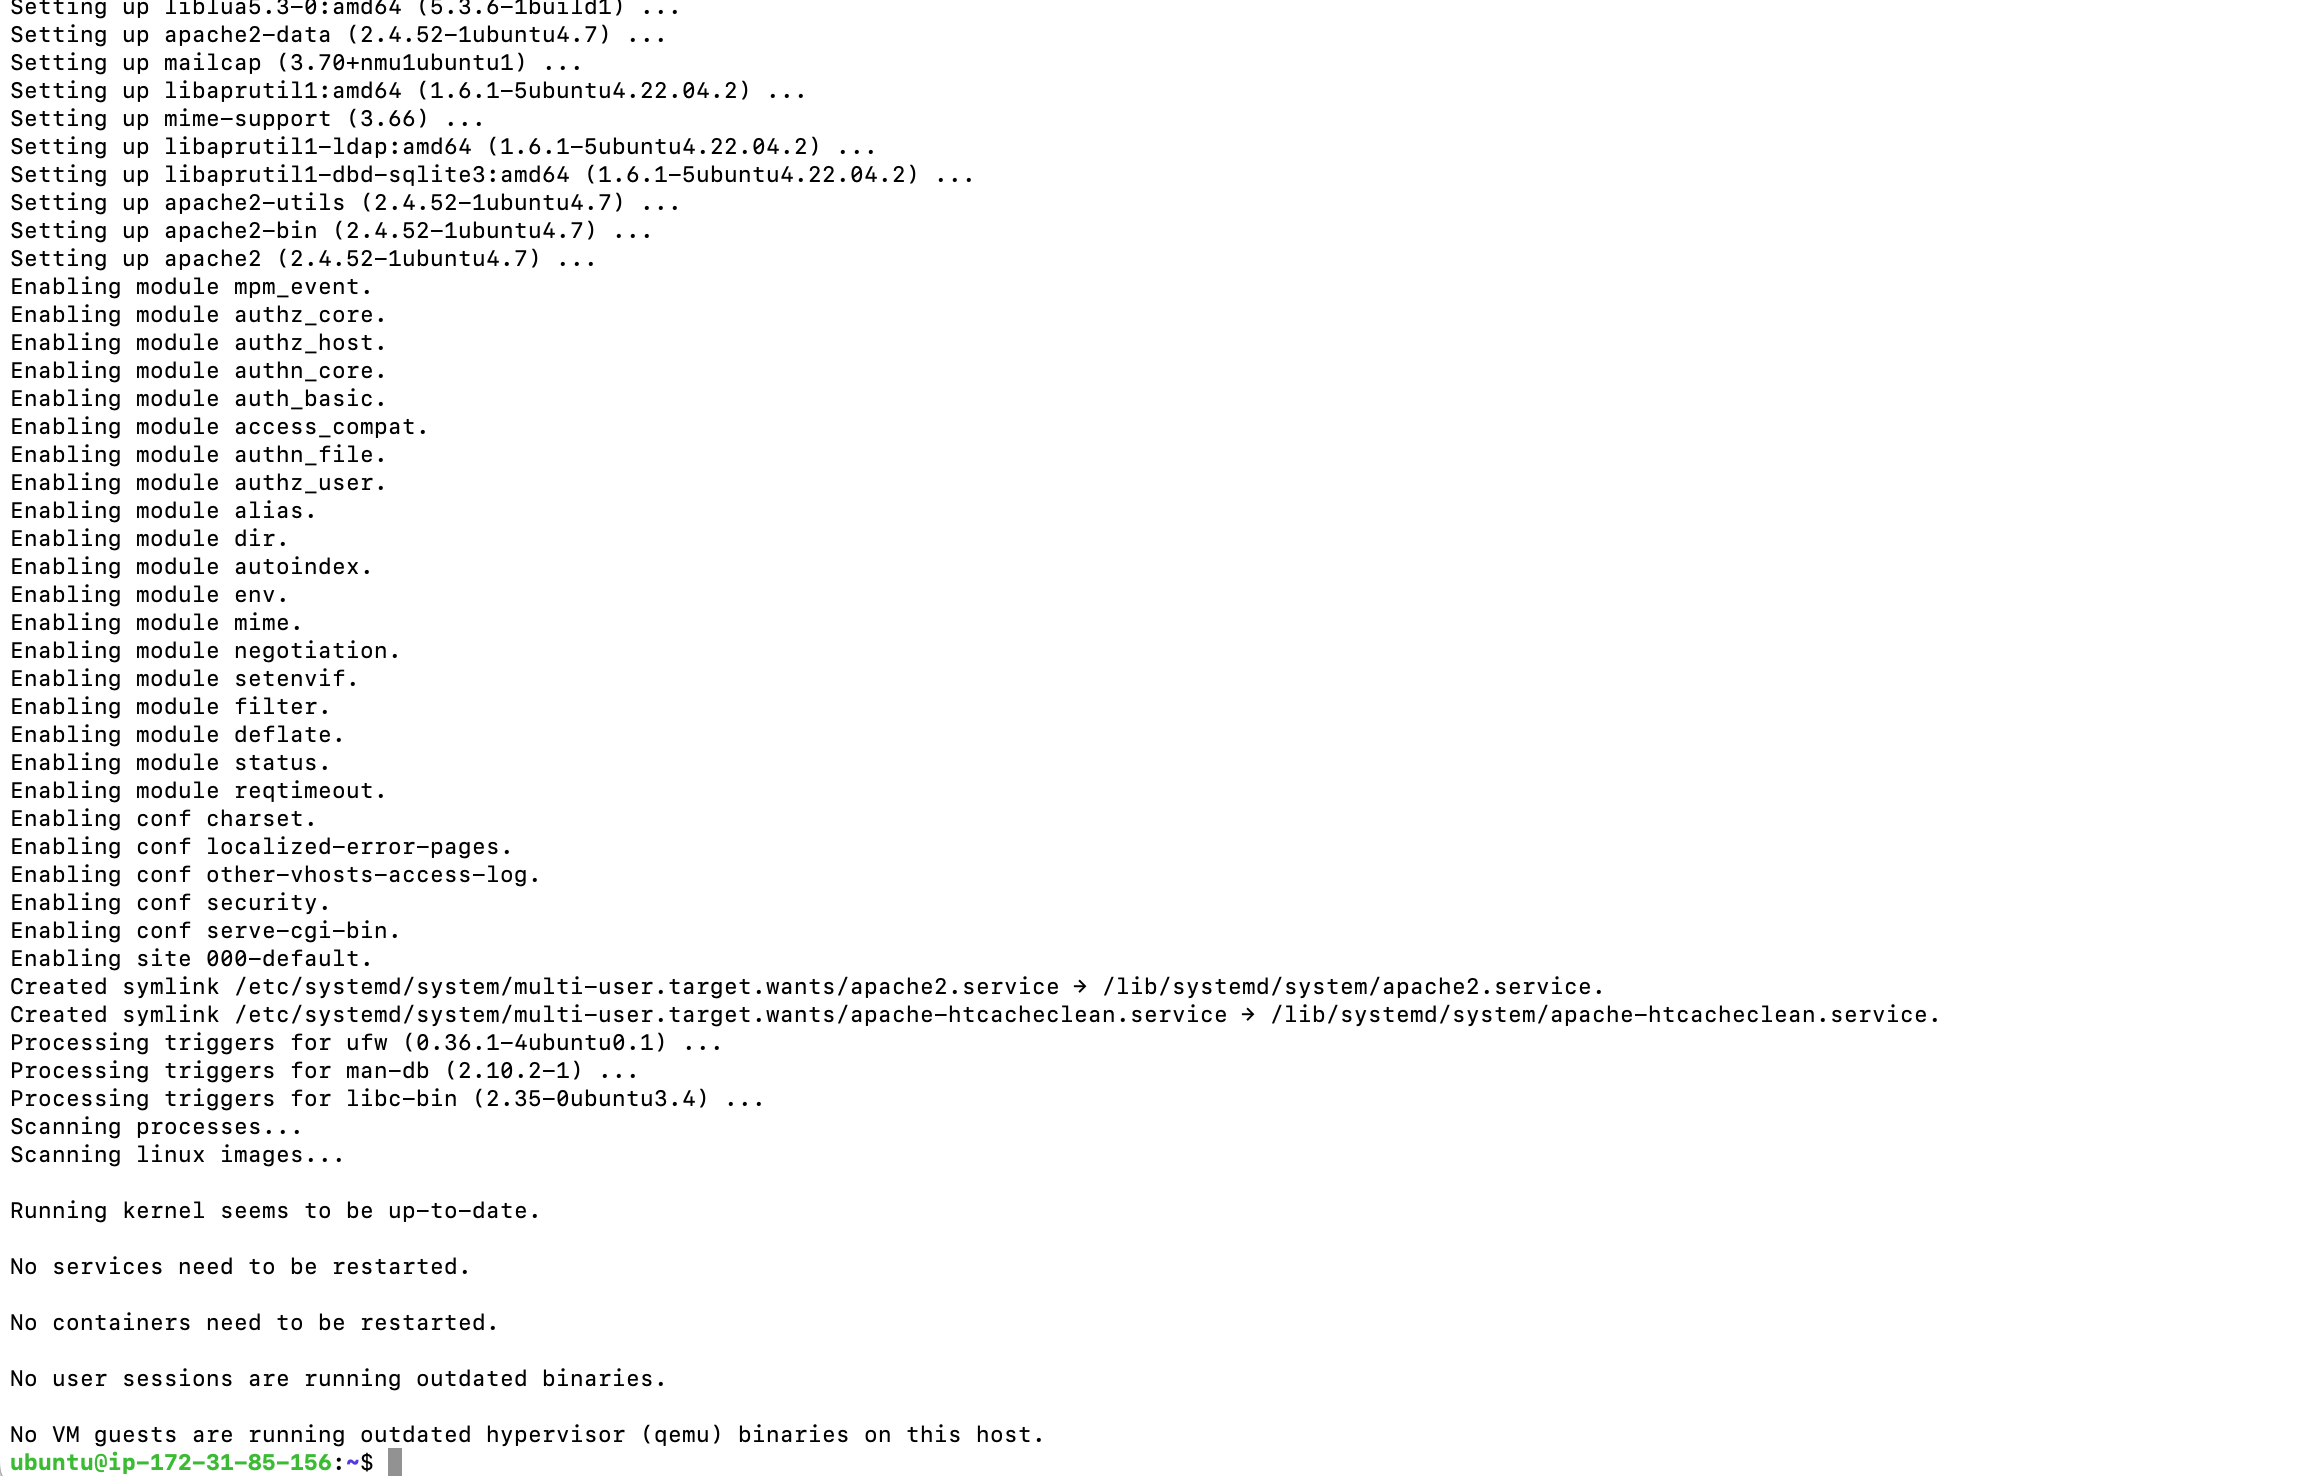 Setting up liblua5.3-0:amd64 (5.3.6-1build1) ...
Setting up apache2-data (2.4.52-1ubuntu4.7) ...
Setting up mailcap (3.70+nmu1ubuntu1) ...
Setting up libaprutil1:amd64 (1.6.1-5ubuntu4.22.04.2) ...
Setting up mime-support (3.66) ...
Setting up libaprutil1-ldap:amd64 (1.6.1-5ubuntu4.22.04.2) ...
Setting up libaprutil1-dbd-sqlite3:amd64 (1.6.1-5ubuntu4.22.04.2) ...
Setting up apache2-utils (2.4.52-1ubuntu4.7) ...
Setting up apache2-bin (2.4.52-1ubuntu4.7) ...
Setting up apache2 (2.4.52-1ubuntu4.7) ...
Enabling module mpm_event.
Enabling module authz_core.
Enabling module authz_host.
Enabling module authn_core.
Enabling module auth_basic.
Enabling module access_compat.
Enabling module authn_file.
Enabling module authz_user.
Enabling module alias.
Enabling module dir.
Enabling module autoindex.
Enabling module env.
Enabling module mime.
Enabling module negotiation.
Enabling module setenvif.
Enabling module filter.
Enabling module deflate.
Enabling module status.
Enabling module reqtimeout.
Enabling conf charset.
Enabling conf localized-error-pages.
Enabling conf other-vhosts-access-log.
Enabling conf security.
Enabling conf serve-cgi-bin.
Enabling site 000-default.
Created symlink /etc/systemd/system/multi-user.target.wants/apache2.service → /lib/systemd/system/apache2.service.
Created symlink /etc/systemd/system/multi-user.target.wants/apache-htcacheclean.service → /lib/systemd/system/apache-htcacheclean.service.
Processing triggers for ufw (0.36.1-4ubuntu0.1) ...
Processing triggers for man-db (2.10.2-1) ...
Processing triggers for libc-bin (2.35-0ubuntu3.4) ...
Scanning processes...
Scanning linux images...
Running kernel seems to be up-to-date.
No services need to be restarted.
No containers need to be restarted.
No user sessions are running outdated binaries.
No VM guests are running outdated hypervisor (qemu) binaries on this host.
ubuntu@ip-172-31-85-156:~$